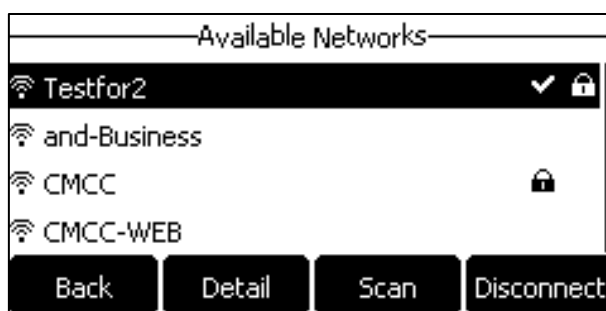 Available Networks
Testfor2
and-Business
CMCC
CMCC-WEB
Back Detail Scan Disconnect